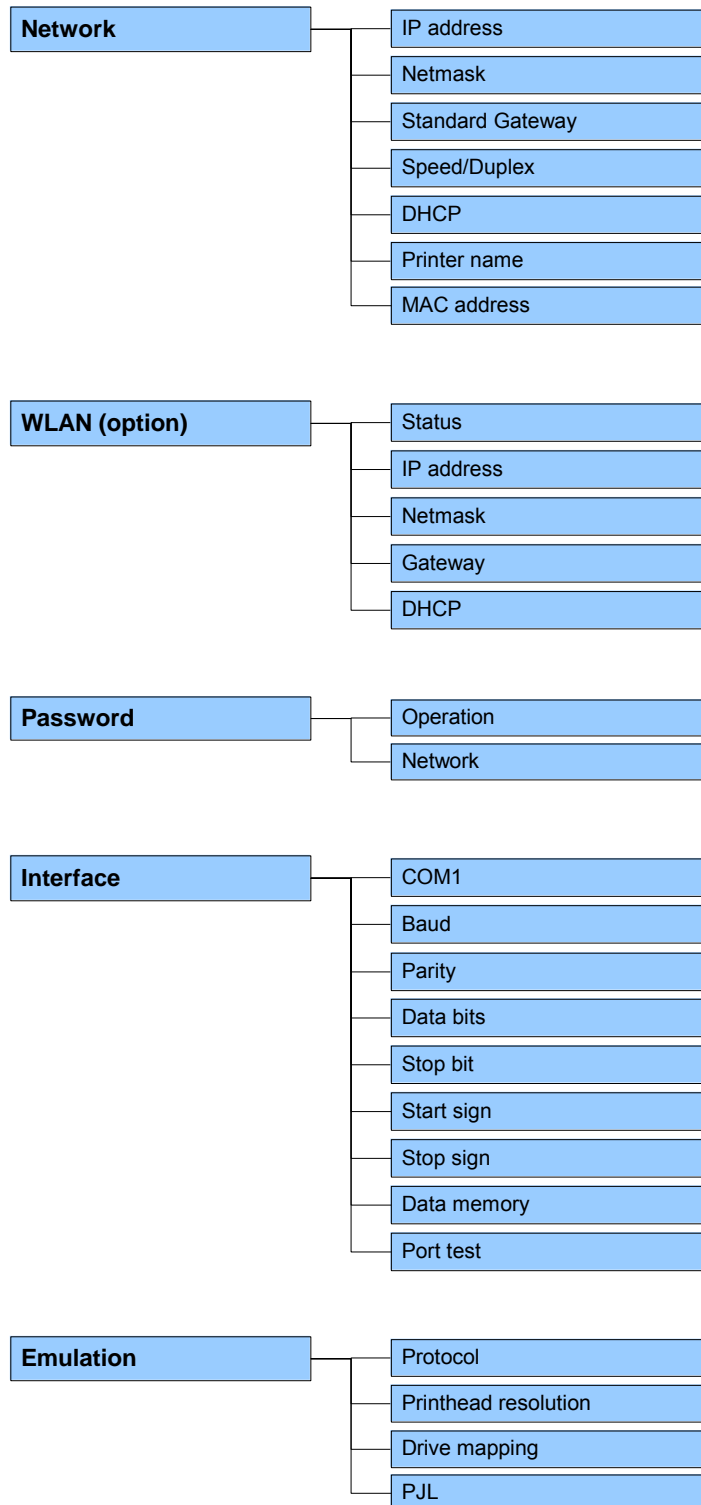 Network
IP address
Netmask
Standard Gateway
Speed/Duplex
DHCP
Printer name
MAC address
WLAN (option)
Status
IP address
Netmask
Gateway
DHCP
Password
Operation
Network
Interface
COM1
Baud
Parity
Data bits
Stop bit
Start sign
Stop sign
Data memory
Port test
Emulation
Protocol
Printhead resolution
Drive mapping
PJL